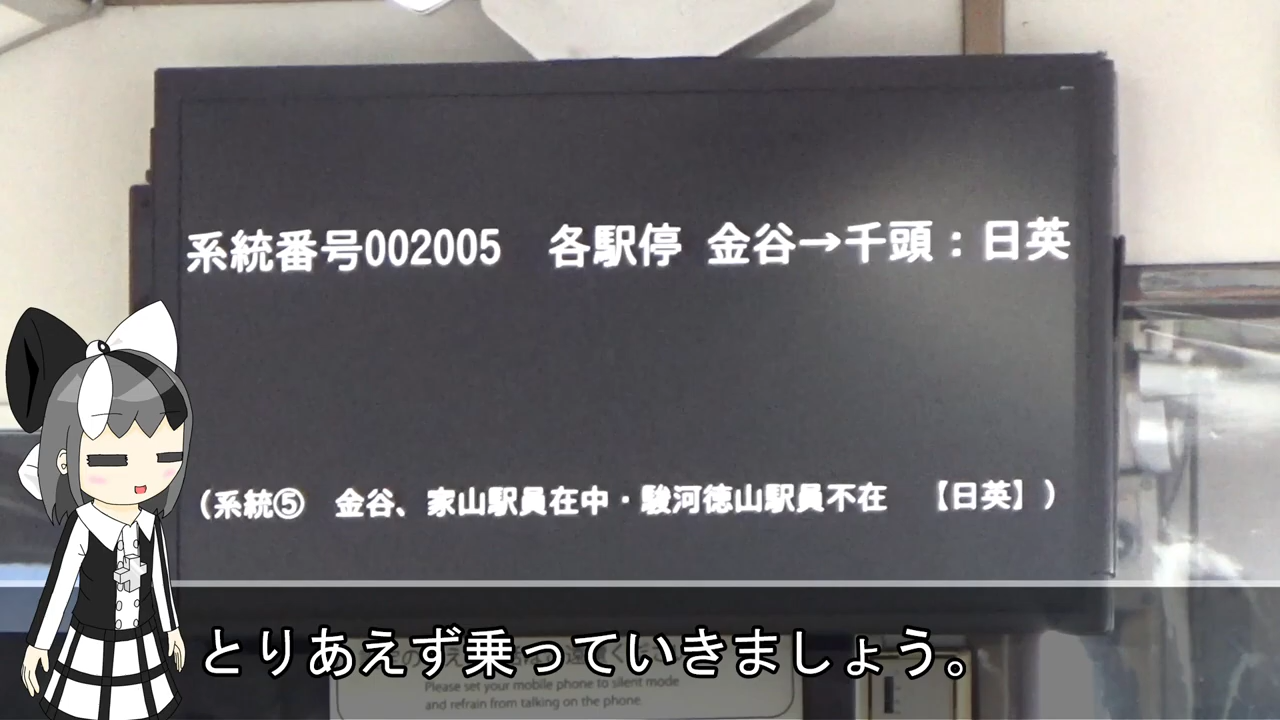 系統番号002005　各駅停 金谷→千頭：日英
（系統⑤　金谷、家山駅員在中・駿河徳山駅員不在　【日英】）
とりあえず乗っていきましょう。
Please set your mobile phone to silent mode
and refrain from talking on the phone.